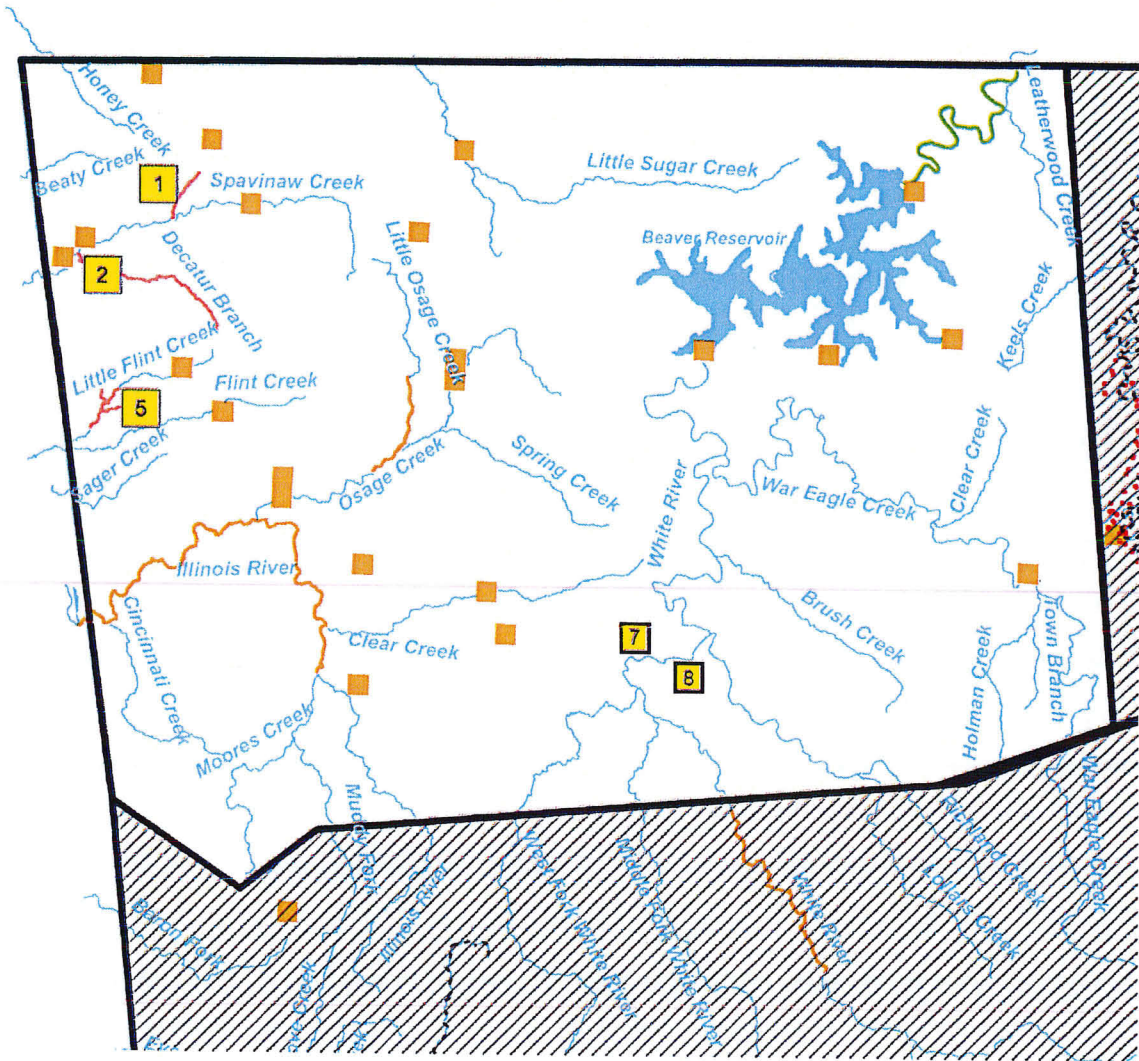 Honey Creek
Leatherwood Creek
Beaty Creek
1
Spavinaw Creek
Little Sugar Creek
Beaver Reservoir
Little Osage Creek
Decatur Branch
2
Keels Creek
Little Flint Creek
Flint Creek
5
Sager Creek
Osage Creek
Spring Creek
White River
War Eagle Creek
Clear Creek
Illinois River
Cincinnati Creek
Clear Creek
7
8
Brush Creek
Holman Creek
Town Branch
Moores Creek
Muddy Fork
Illinois River
West Fork White River
Middle Fork White River
White River
Richland Creek
Lollars Creek
War Eagle Creek
Baron Fork
Creek